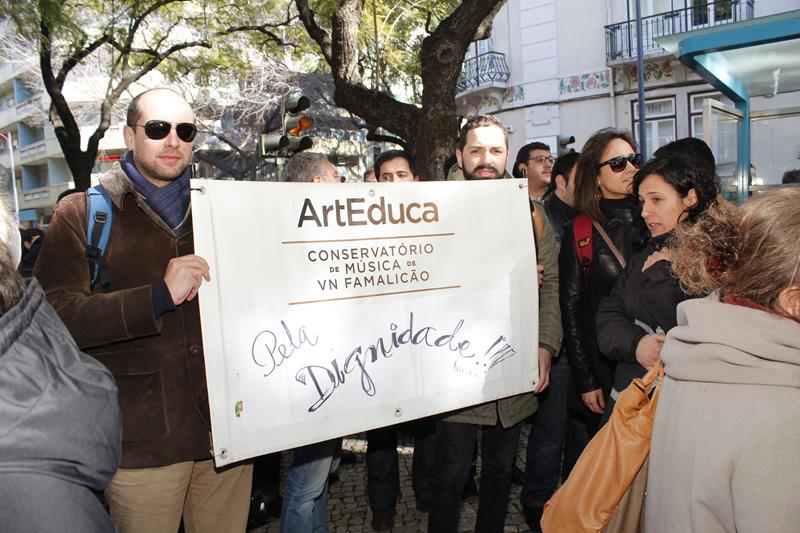 ArtEduca
CONSERVATÓRIO
DE MÚSICA DE
VN FAMALICÃO
Pela
Dignidade!!!